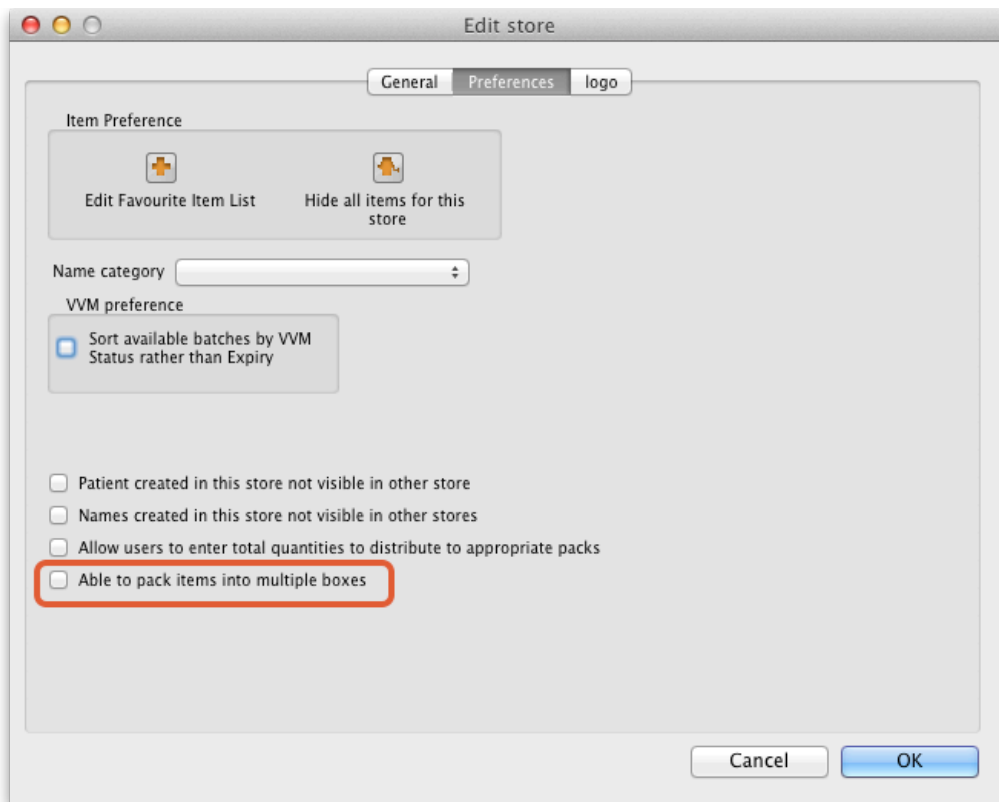 Edit store
General Preferences logo
Item Preference
Edit Favourite Item List
Hide all items for this
store
Name category
VVM preference
Sort available batches by VVM
Status rather than Expiry
Patient created in this store not visible in other store
Names created in this store not visible in other stores
Allow users to enter total quantities to distribute to appropriate packs
Able to pack items into multiple boxes
Cancel OK